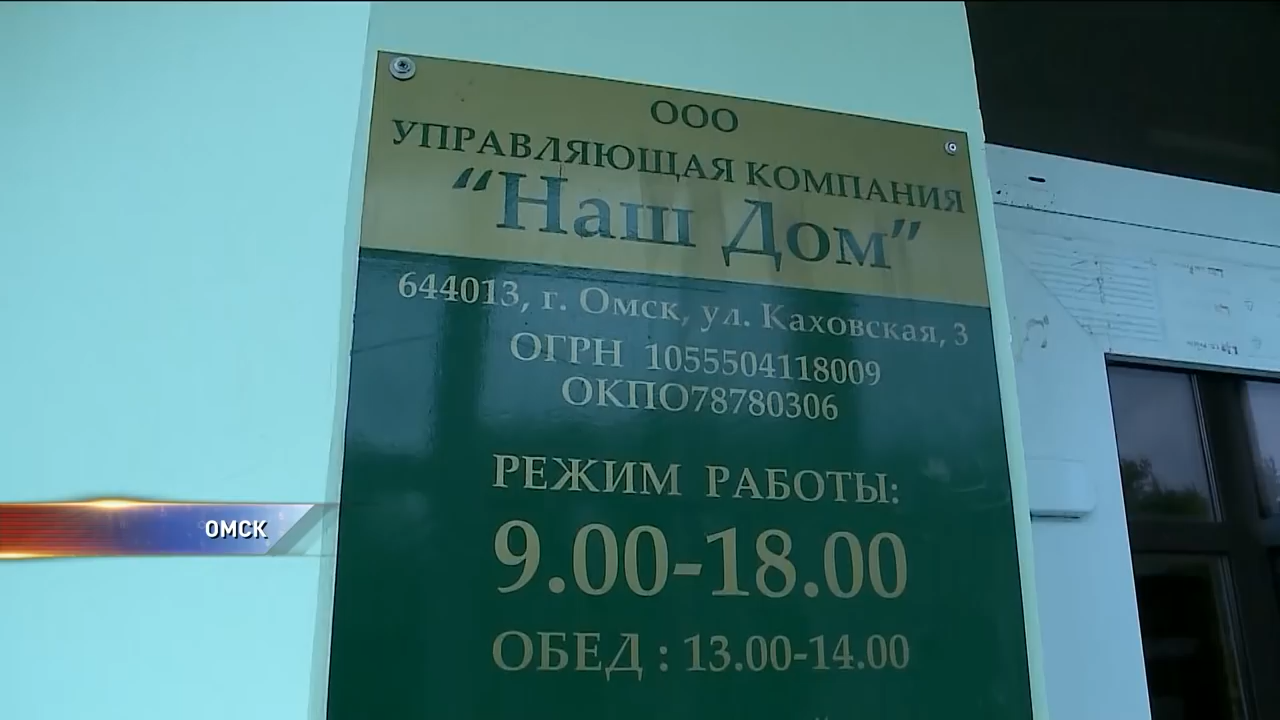 ООО
УПРАВЛЯЮЩАЯ КОМПАНИЯ
“Наш Дом”
644013, г. Омск, ул. Каховская, 3
ОГРН 1055504118009
ОКПО78780306
РЕЖИМ РАБОТЫ:
9.00-18.00
ОБЕД : 13.00-14.00
ОМСК